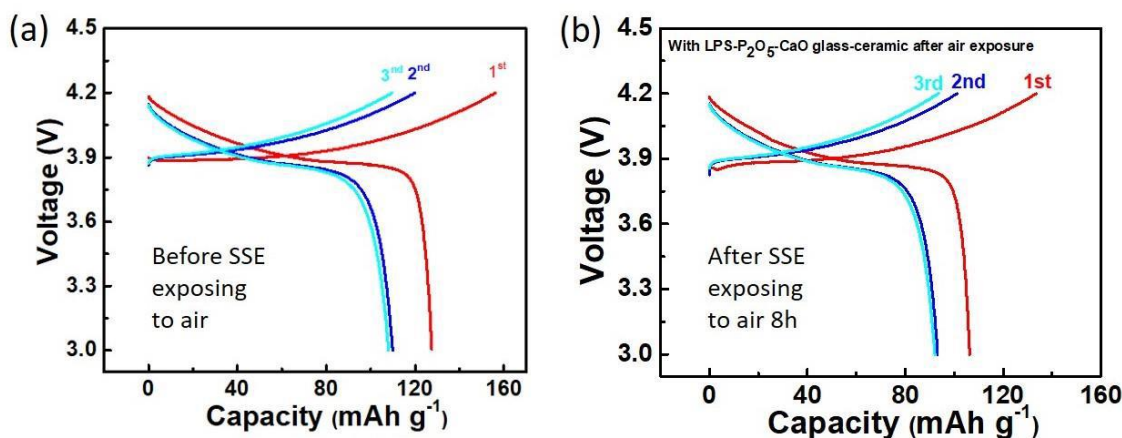 (a)
4.5
4.2
3.9
3.6
3.3
3.0
Voltage (V)
3ⁿᵈ 2ⁿᵈ 1ˢᵗ
Before SSE
exposing
to air
0 40 80 120 160
Capacity (mAh g⁻¹)
(b)
4.5
4.2
3.9
3.6
3.3
3.0
Voltage (V)
With LPS-P₂O₅-CaO glass-ceramic after air exposure
3rd 2nd 1st
After SSE
exposing
to air 8h
0 40 80 120 160
Capacity (mAh g⁻¹)